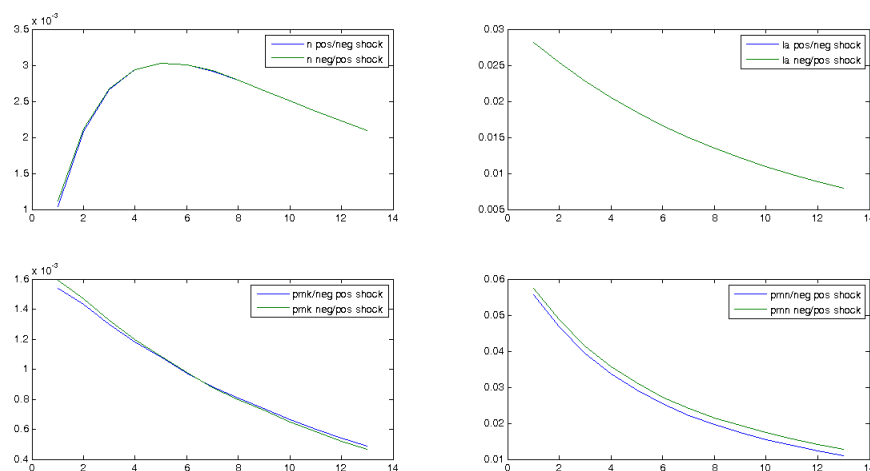 x 10⁻³
3.5
3
2.5
2
1.5
1
0 2 4 6 8 10 12 14
n pos/neg shock
n neg/pos shock
0.03
0.025
0.02
0.015
0.01
0.005
0 2 4 6 8 10 12 14
la pos/neg shock
la neg/pos shock
x 10⁻³
1.6
1.4
1.2
1
0.8
0.6
0.4
0 2 4 6 8 10 12 14
pmk/neg pos shock
pmk neg/pos shock
0.06
0.05
0.04
0.03
0.02
0.01
0 2 4 6 8 10 12 14
pmn/neg pos shock
pmn neg/pos shock